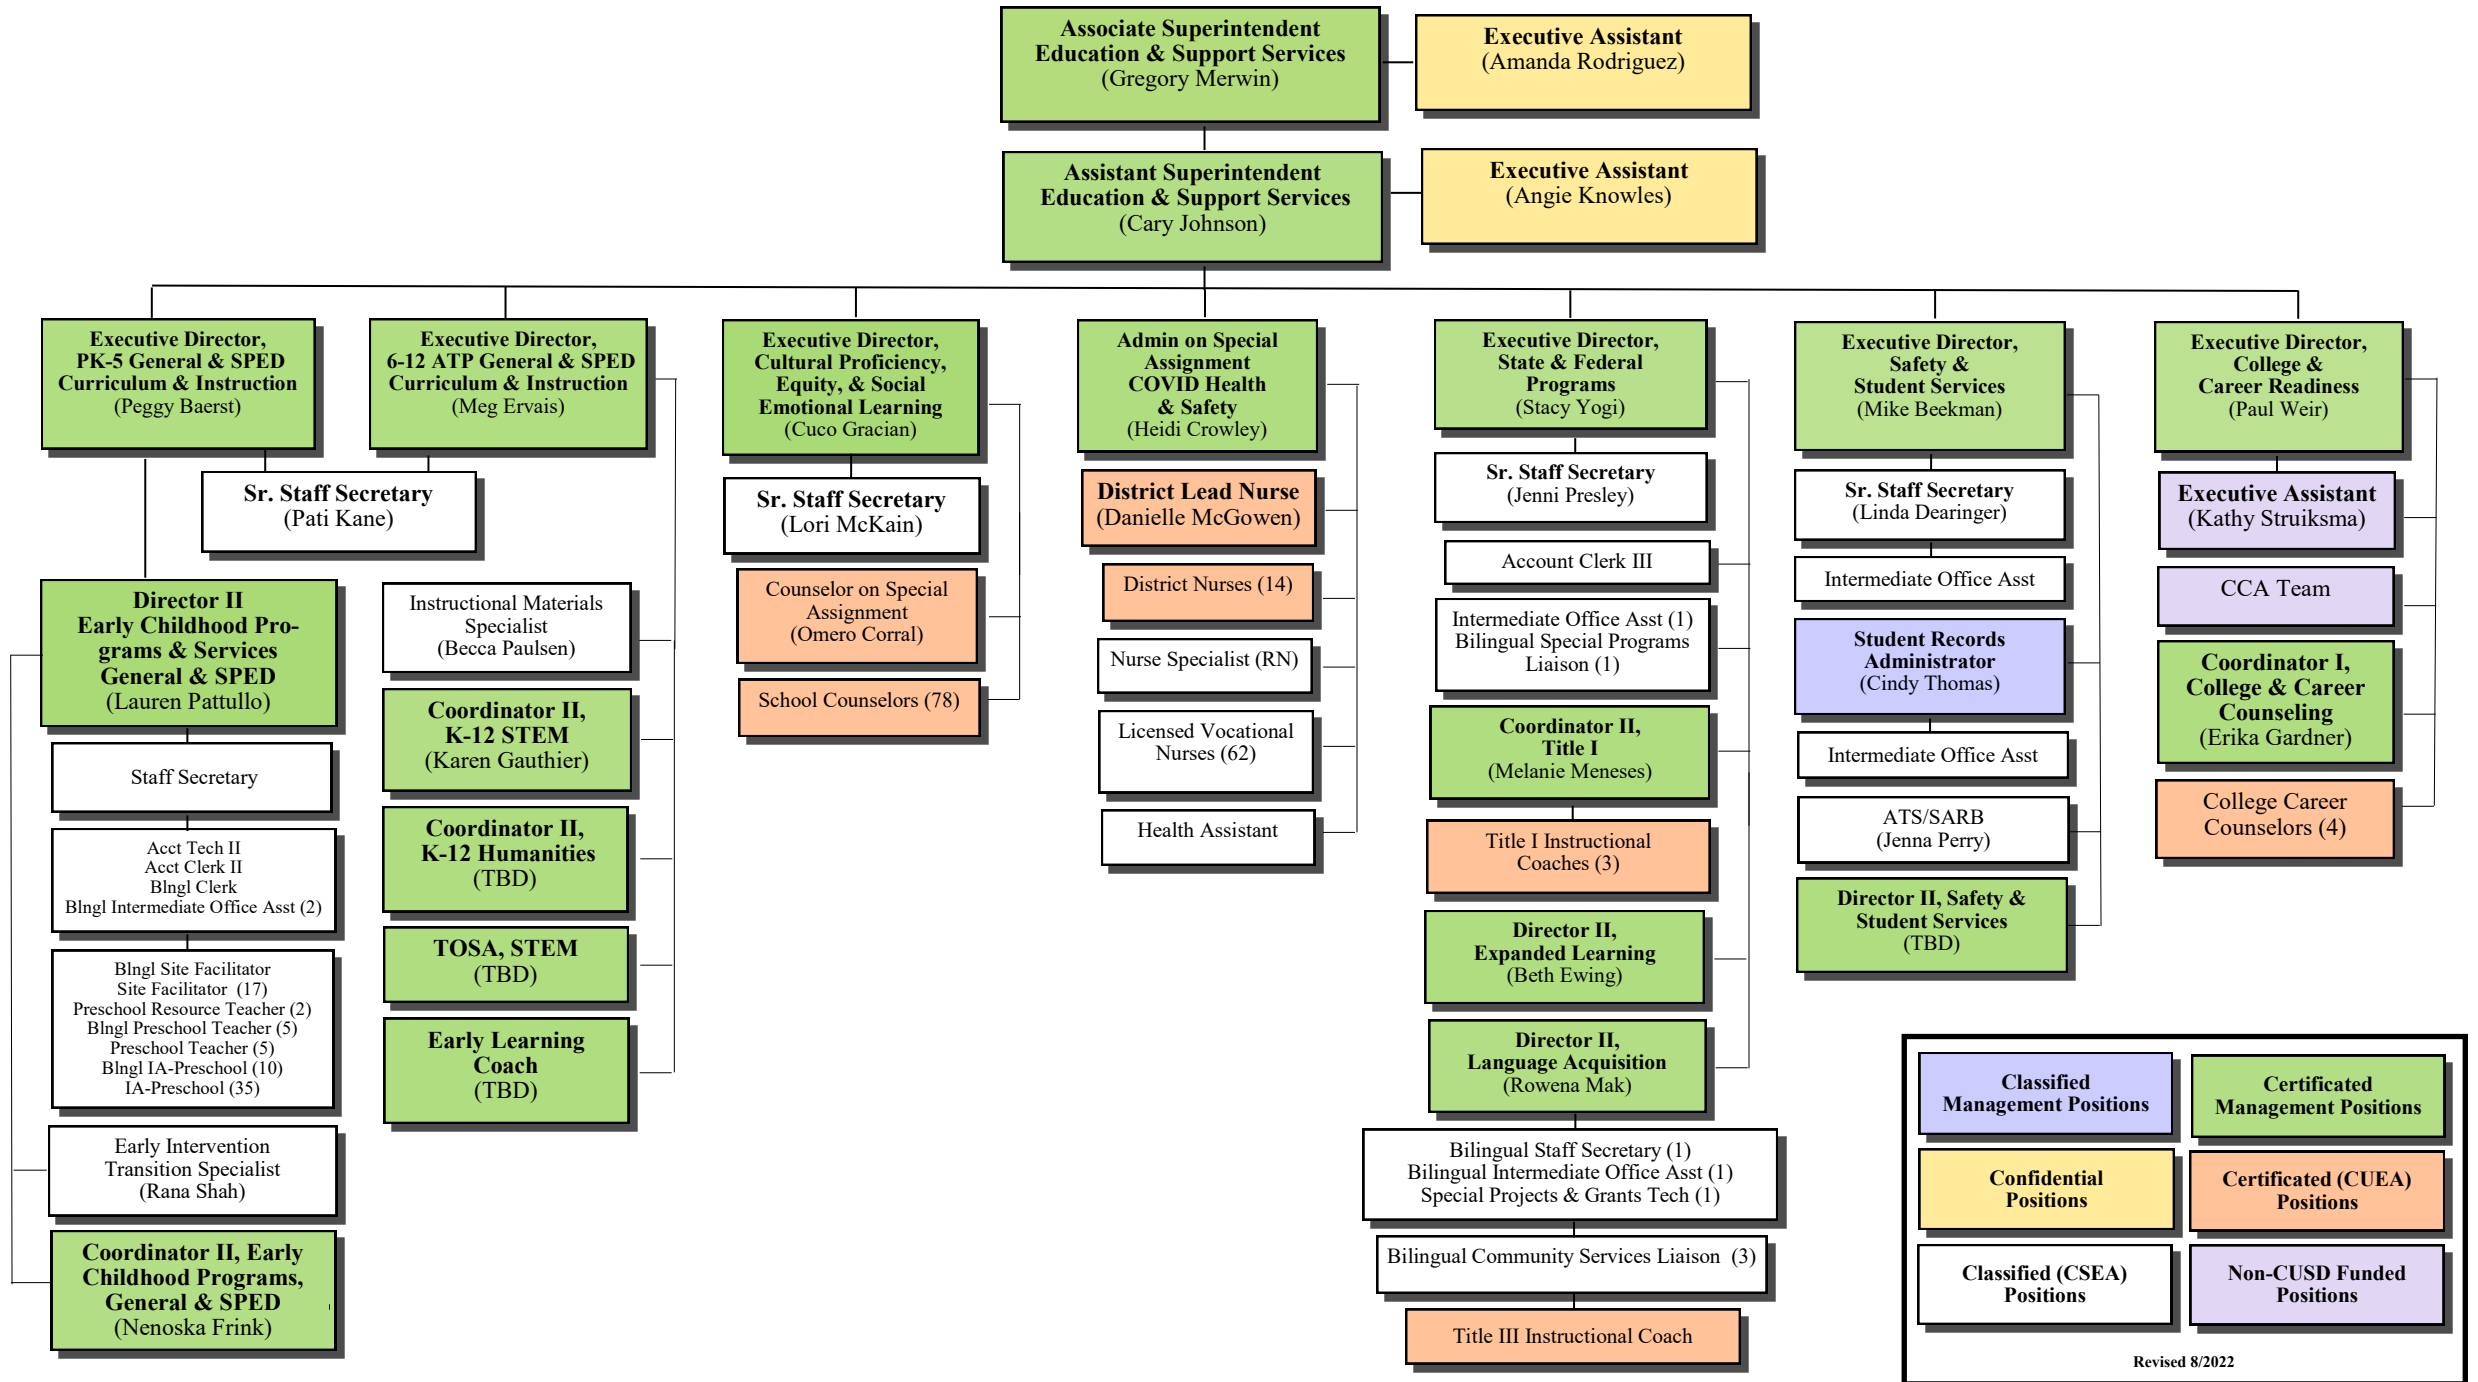 Associate Superintendent
Education & Support Services
(Gregory Merwin)
Executive Assistant
(Amanda Rodriguez)
Assistant Superintendent
Education & Support Services
(Cary Johnson)
Executive Assistant
(Angie Knowles)
Executive Director,
PK-5 General & SPED
Curriculum & Instruction
(Peggy Baerst)
Executive Director,
6-12 ATP General & SPED
Curriculum & Instruction
(Meg Ervais)
Sr. Staff Secretary
(Pati Kane)
Director II
Early Childhood Pro-
grams & Services
General & SPED
(Lauren Pattullo)
Staff Secretary
Acct Tech II
Acct Clerk II
Blngl Clerk
Blngl Intermediate Office Asst (2)
Blngl Site Facilitator
Site Facilitator (17)
Preschool Resource Teacher (2)
Blngl Preschool Teacher (5)
Preschool Teacher (5)
Blngl IA-Preschool (10)
IA-Preschool (35)
Early Intervention
Transition Specialist
(Rana Shah)
Coordinator II, Early
Childhood Programs,
General & SPED
(Nenoska Frink)
Instructional Materials
Specialist
(Becca Paulsen)
Coordinator II,
K-12 STEM
(Karen Gauthier)
Coordinator II,
K-12 Humanities
(TBD)
TOSA, STEM
(TBD)
Early Learning
Coach
(TBD)
Executive Director,
Cultural Proficiency,
Equity, & Social
Emotional Learning
(Cuco Gracian)
Sr. Staff Secretary
(Lori McKain)
Counselor on Special
Assignment
(Omero Corral)
School Counselors (78)
Admin on Special
Assignment
COVID Health
& Safety
(Heidi Crowley)
District Lead Nurse
(Danielle McGowen)
District Nurses (14)
Nurse Specialist (RN)
Licensed Vocational
Nurses (62)
Health Assistant
Executive Director,
State & Federal
Programs
(Stacy Yogi)
Sr. Staff Secretary
(Jenni Presley)
Account Clerk III
Intermediate Office Asst (1)
Bilingual Special Programs
Liaison (1)
Coordinator II,
Title I
(Melanie Meneses)
Title I Instructional
Coaches (3)
Director II,
Expanded Learning
(Beth Ewing)
Director II,
Language Acquisition
(Rowena Mak)
Bilingual Staff Secretary (1)
Bilingual Intermediate Office Asst (1)
Special Projects & Grants Tech (1)
Bilingual Community Services Liaison (3)
Title III Instructional Coach
Executive Director,
Safety &
Student Services
(Mike Beekman)
Sr. Staff Secretary
(Linda Dearinger)
Intermediate Office Asst
Student Records
Administrator
(Cindy Thomas)
Intermediate Office Asst
ATS/SARB
(Jenna Perry)
Director II, Safety &
Student Services
(TBD)
Executive Director,
College &
Career Readiness
(Paul Weir)
Executive Assistant
(Kathy Struiksma)
CCA Team
Coordinator I,
College & Career
Counseling
(Erika Gardner)
College Career
Counselors (4)
Classified
Management Positions
Certificated
Management Positions
Confidential
Positions
Certificated (CUEA)
Positions
Classified (CSEA)
Positions
Non-CUSD Funded
Positions
Revised 8/2022